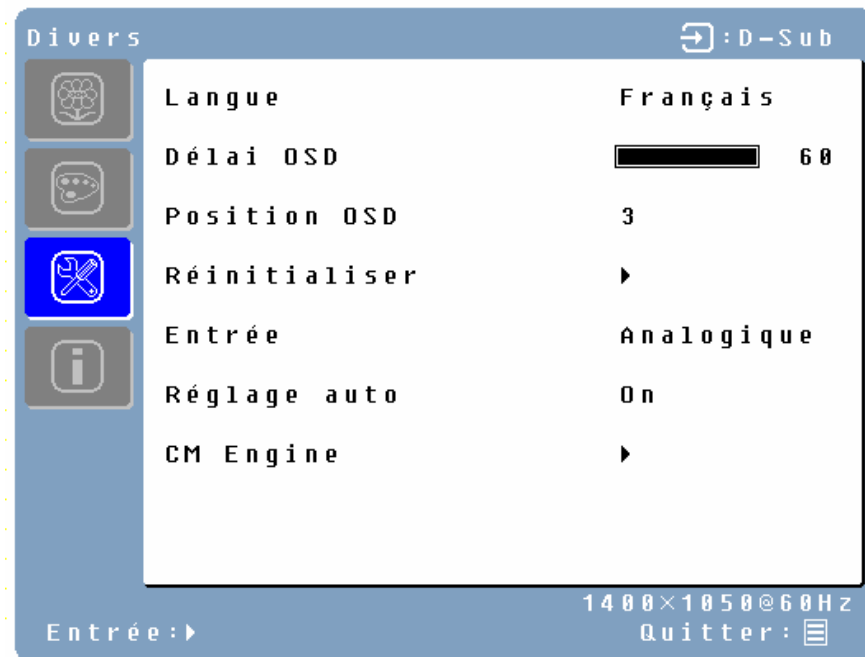 Divers :D-Sub
Langue Français
Délai OSD 60
Position OSD 3
Réinitialiser
Entrée Analogique
Réglage auto On
CM Engine
1400×1050@60Hz
Entrée: Quitter: